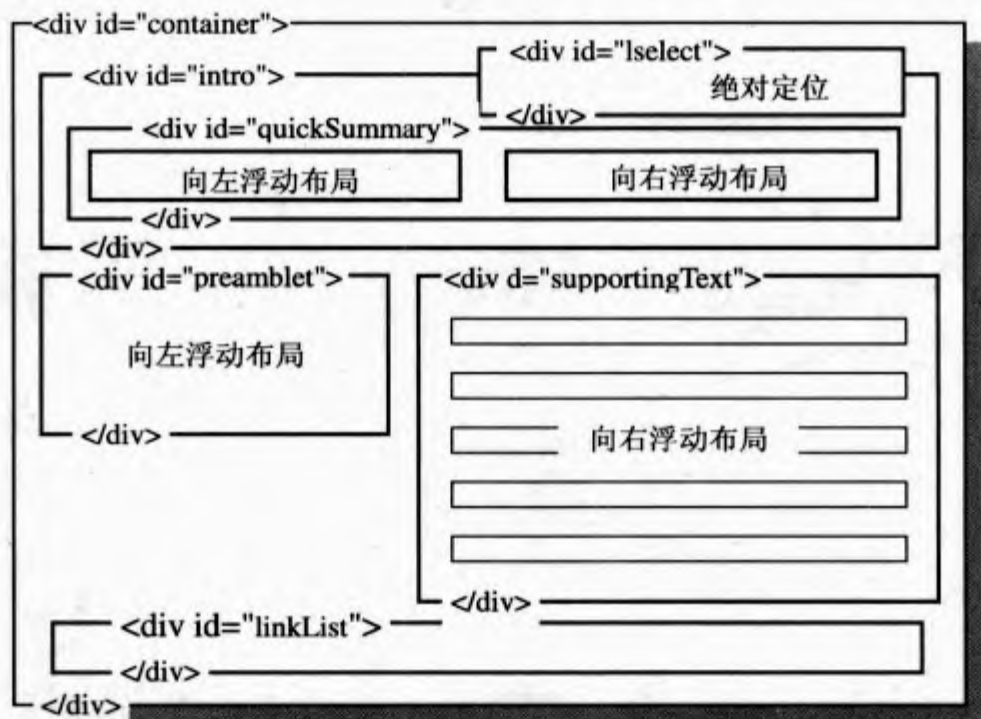 <div id="container">
<div id="lselect">
<div id="intro">
绝对定位
</div>
<div id="quickSummary">
向左浮动布局
向右浮动布局
</div>
</div>
<div id="preamblet">
<div d="supportingText">
向左浮动布局
</div>
向右浮动布局
</div>
<div id="linkList">
</div>
</div>